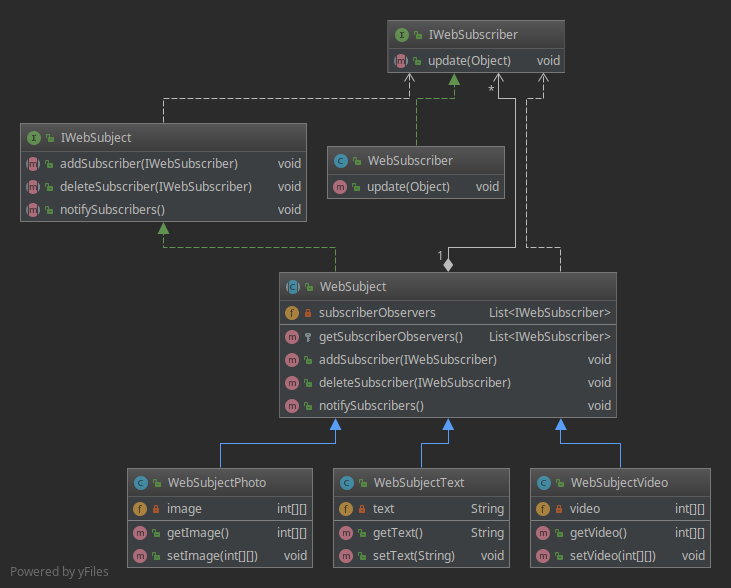 IWebSubscriber
update(Object) void
*
IWebSubject
addSubscriber(IWebSubscriber) void
deleteSubscriber(IWebSubscriber) void
notifySubscribers() void
WebSubscriber
update(Object) void
1
WebSubject
subscriberObservers List<IWebSubscriber>
getSubscriberObservers() List<IWebSubscriber>
addSubscriber(IWebSubscriber) void
deleteSubscriber(IWebSubscriber) void
notifySubscribers() void
WebSubjectPhoto
image int[][]
getImage() int[][]
setImage(int[][]) void
WebSubjectText
text String
getText() String
setText(String) void
WebSubjectVideo
video int[][]
getVideo() int[][]
setVideo(int[][]) void
Powered by yFiles